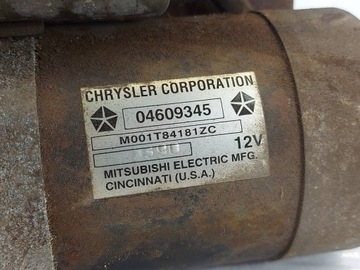 CHRYSLER CORPORATION
04609345
M001T84181ZC
12V
MITSUBISHI ELECTRIC MFG.
CINCINNATI (U.S.A.)